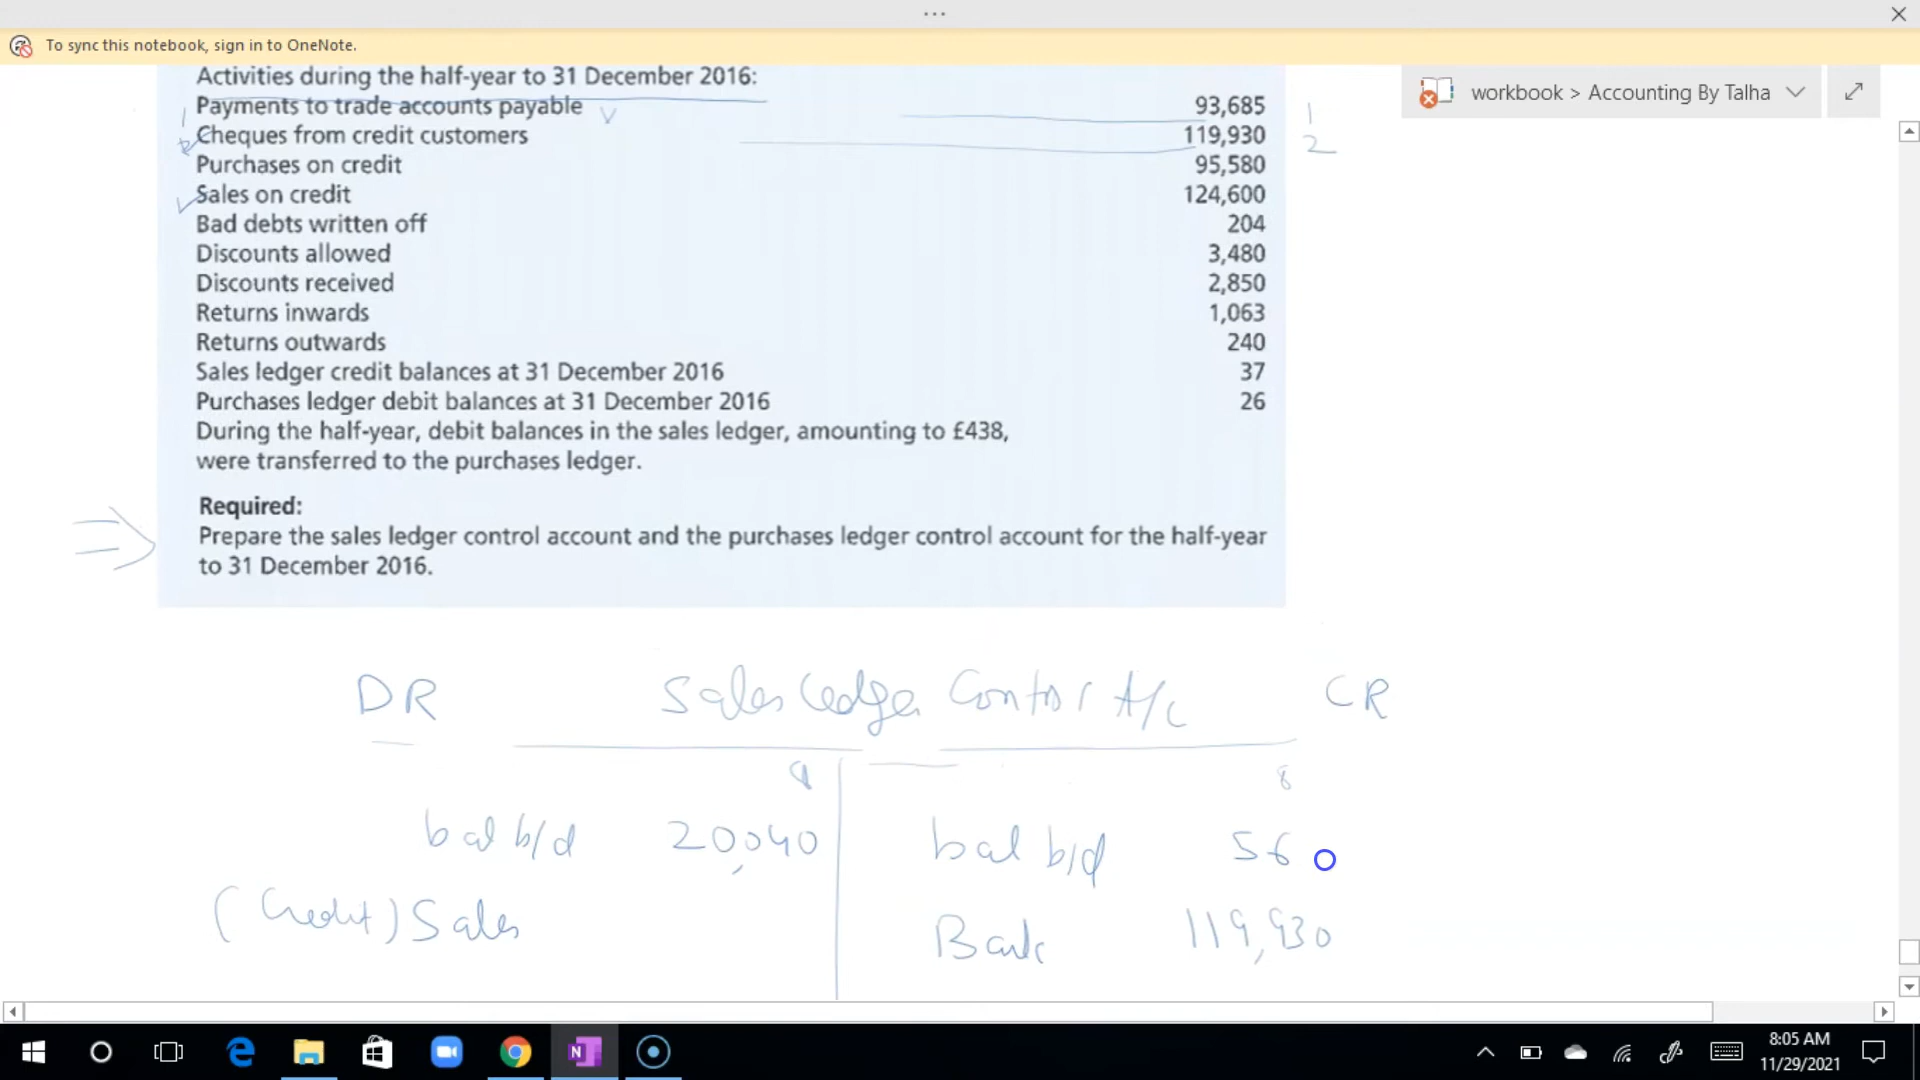 ...
To sync this notebook, sign in to OneNote.
workbook > Accounting By Talha
Activities during the half-year to 31 December 2016:
Payments to trade accounts payable 93,685 1
Cheques from credit customers 119,930 2
Purchases on credit 95,580
Sales on credit 124,600
Bad debts written off 204
Discounts allowed 3,480
Discounts received 2,850
Returns inwards 1,063
Returns outwards 240
Sales ledger credit balances at 31 December 2016 37
Purchases ledger debit balances at 31 December 2016 26
During the half-year, debit balances in the sales ledger, amounting to £438,
were transferred to the purchases ledger.
Required:
Prepare the sales ledger control account and the purchases ledger control account for the half-year
to 31 December 2016.
DR Sales Ledger Control A/c CR
bal b/d 20,040 bal b/d 56
(Credit) Sales Bank 119,930
8:05 AM
11/29/2021